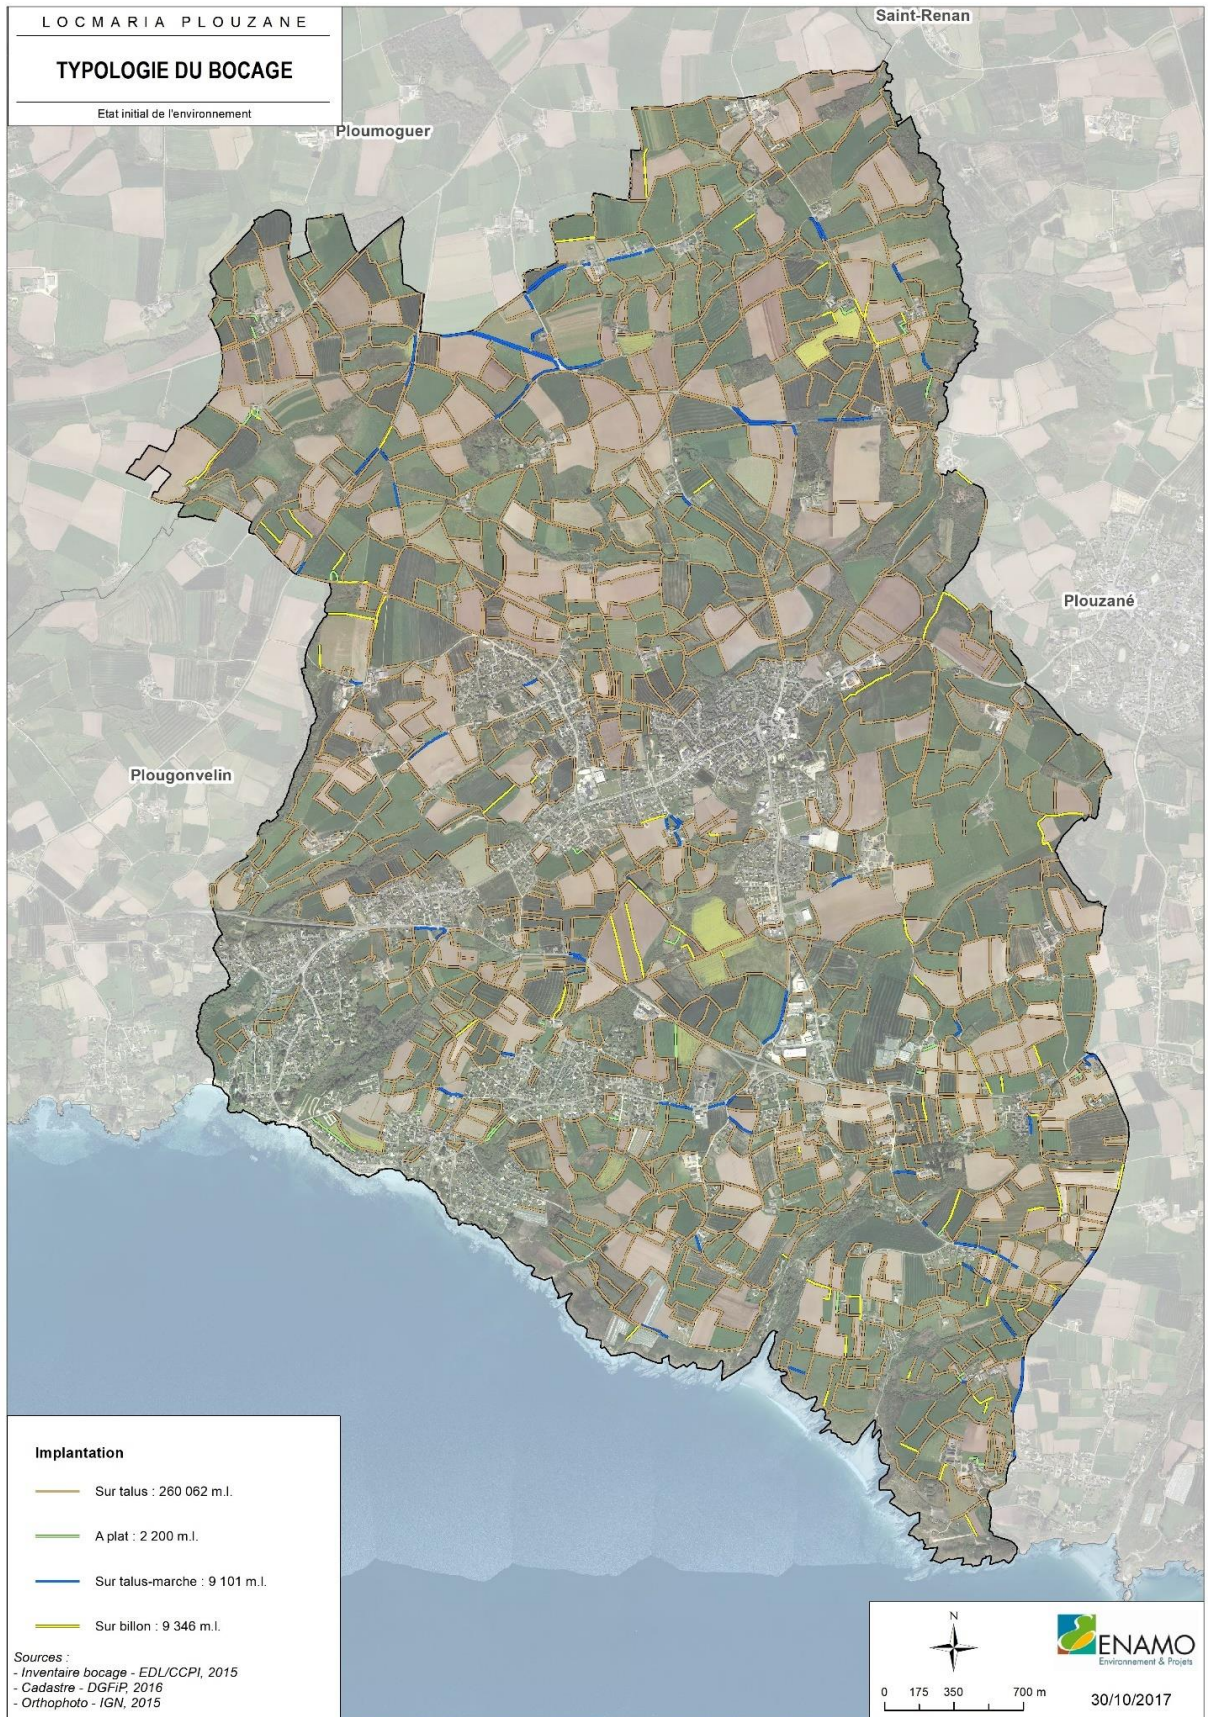 LOCMARIA PLOUZANE
TYPOLOGIE DU BOCAGE
Etat initial de l'environnement
Saint-Renan
Ploumoguer
Plouzané
Plougonvelin
Implantation
Sur talus : 260 062 m.l.
A plat : 2 200 m.l.
Sur talus-marche : 9 101 m.l.
Sur billon : 9 346 m.l.
Sources :
- Inventaire bocage - EDL/CCPI, 2015
- Cadastre - DGFiP, 2016
- Orthophoto - IGN, 2015
N
0 175 350 700 m
ENAMO
Environnement & Projets
30/10/2017